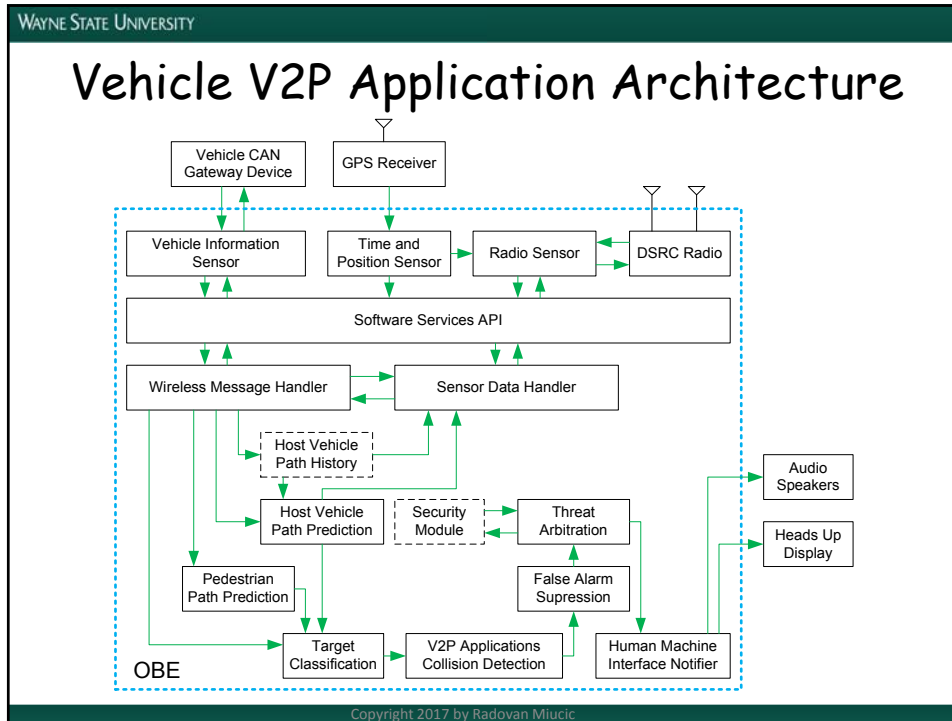 WAYNE STATE UNIVERSITY
Vehicle V2P Application Architecture
Vehicle CAN
Gateway Device
GPS Receiver
Vehicle Information
Sensor
Time and
Position Sensor
Radio Sensor
DSRC Radio
Software Services API
Wireless Message Handler
Sensor Data Handler
Host Vehicle
Path History
Host Vehicle
Path Prediction
Security
Module
Threat
Arbitration
Audio
Speakers
Heads Up
Display
Pedestrian
Path Prediction
False Alarm
Supression
Target
Classification
V2P Applications
Collision Detection
Human Machine
Interface Notifier
OBE
Copyright 2017 by Radovan Miucic